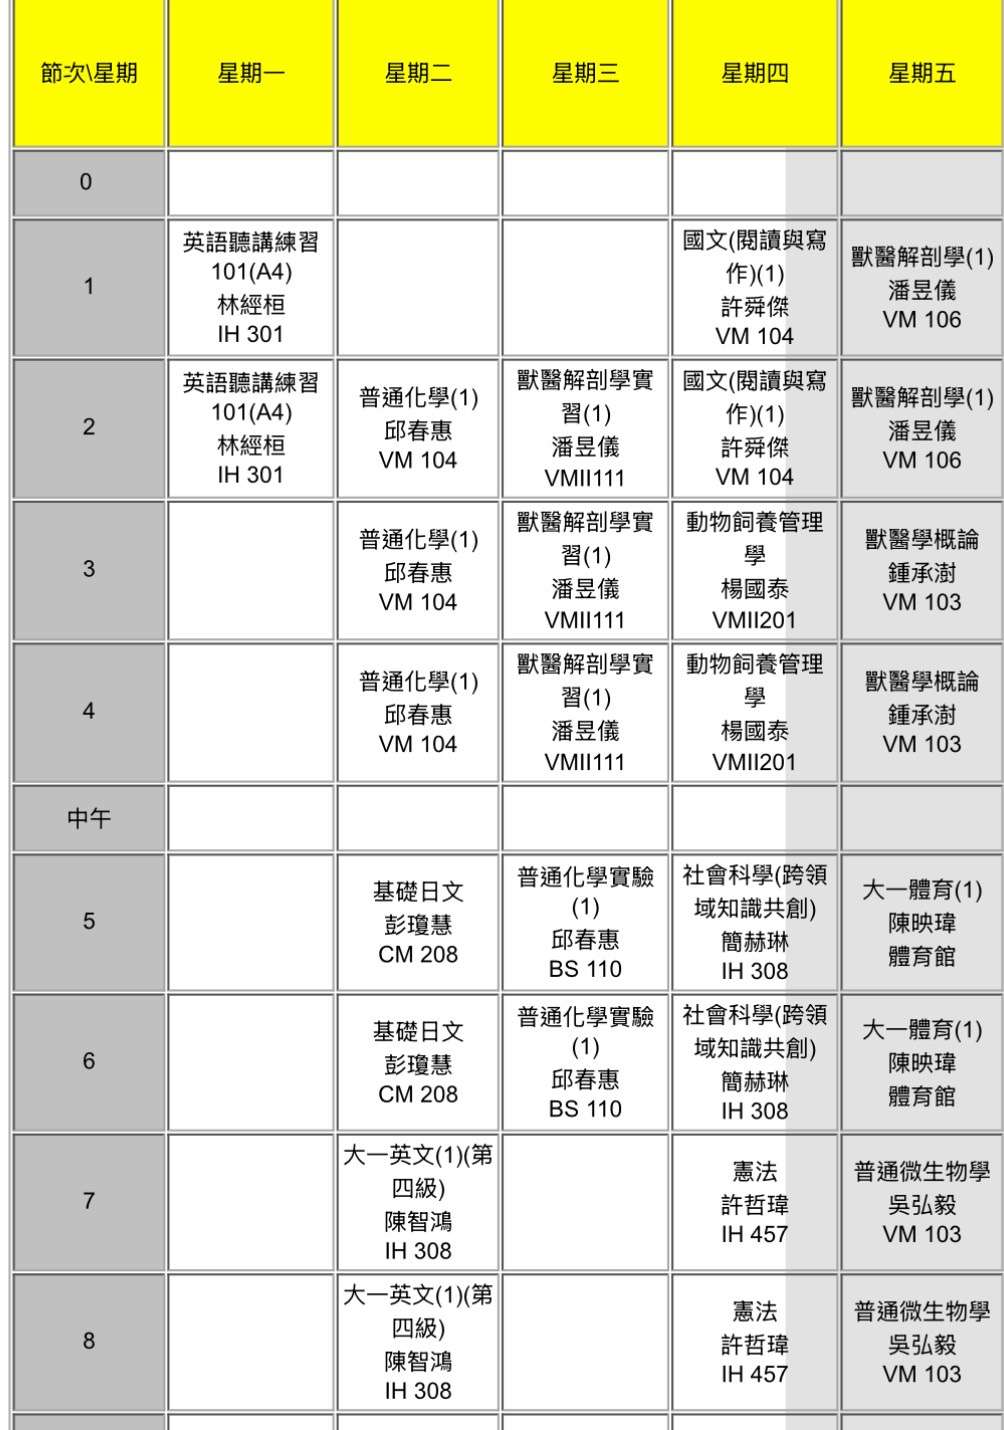 節次\星期 星期一 星期二 星期三 星期四 星期五
0
1
英語聽講練習
101(A4)
林經桓
IH 301
國文(閱讀與寫
作)(1)
許舜傑
VM 104
獸醫解剖學(1)
潘昱儀
VM 106
2
英語聽講練習
101(A4)
林經桓
IH 301
普通化學(1)
邱春惠
VM 104
獸醫解剖學實
習(1)
潘昱儀
VMII111
國文(閱讀與寫
作)(1)
許舜傑
VM 104
獸醫解剖學(1)
潘昱儀
VM 106
3
普通化學(1)
邱春惠
VM 104
獸醫解剖學實
習(1)
潘昱儀
VMII111
動物飼養管理
學
楊國泰
VMII201
獸醫學概論
鍾承澍
VM 103
4
普通化學(1)
邱春惠
VM 104
獸醫解剖學實
習(1)
潘昱儀
VMII111
動物飼養管理
學
楊國泰
VMII201
獸醫學概論
鍾承澍
VM 103
中午
5
基礎日文
彭瓊慧
CM 208
普通化學實驗
(1)
邱春惠
BS 110
社會科學(跨領
域知識共創)
簡赫琳
IH 308
大一體育(1)
陳映瑋
體育館
6
基礎日文
彭瓊慧
CM 208
普通化學實驗
(1)
邱春惠
BS 110
社會科學(跨領
域知識共創)
簡赫琳
IH 308
大一體育(1)
陳映瑋
體育館
7
大一英文(1)(第
四級)
陳智鴻
IH 308
憲法
許哲瑋
IH 457
普通微生物學
吳弘毅
VM 103
8
大一英文(1)(第
四級)
陳智鴻
IH 308
憲法
許哲瑋
IH 457
普通微生物學
吳弘毅
VM 103